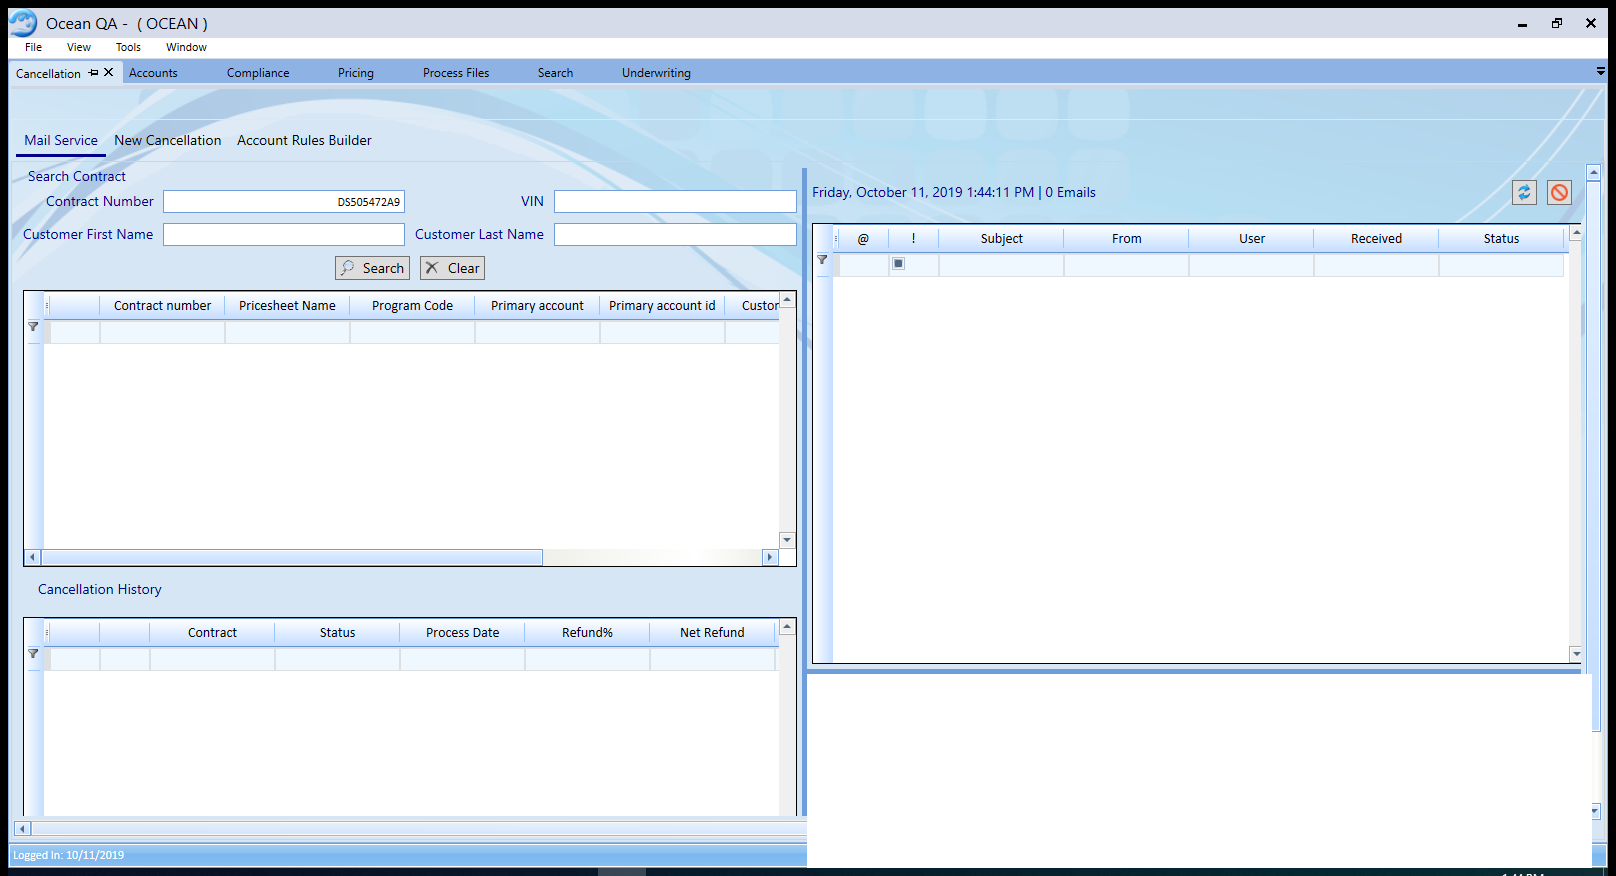 Ocean QA - ( OCEAN )
File View Tools Window
Cancellation Accounts Compliance Pricing Process Files Search Underwriting
Mail Service New Cancellation Account Rules Builder
Search Contract
Contract Number DS505472A9 VIN
Customer First Name Customer Last Name
Search Clear
Contract number Pricesheet Name Program Code Primary account Primary account id Custor
Cancellation History
Contract Status Process Date Refund% Net Refund
Friday, October 11, 2019 1:44:11 PM | 0 Emails
@ ! Subject From User Received Status
Logged In: 10/11/2019